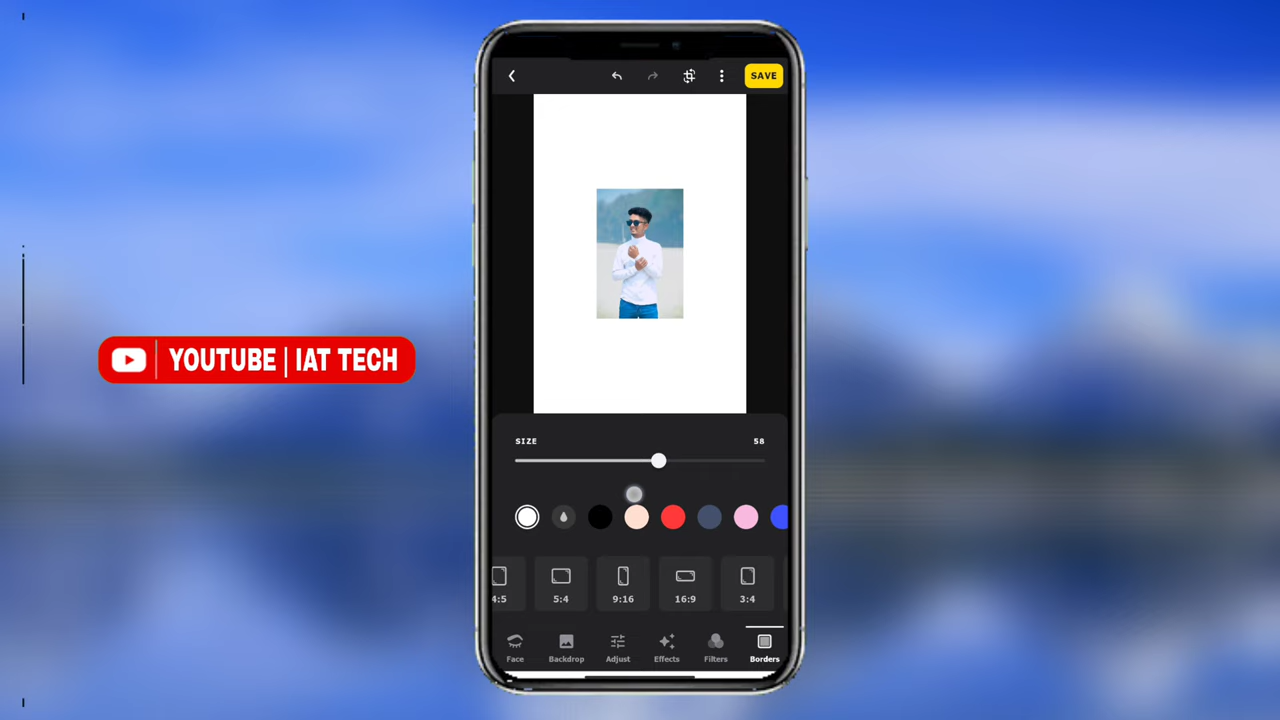 SAVE
YOUTUBE | IAT TECH
SIZE 58
4:5 5:4 9:16 16:9 3:4
Face Backdrop Adjust Effects Filters Borders